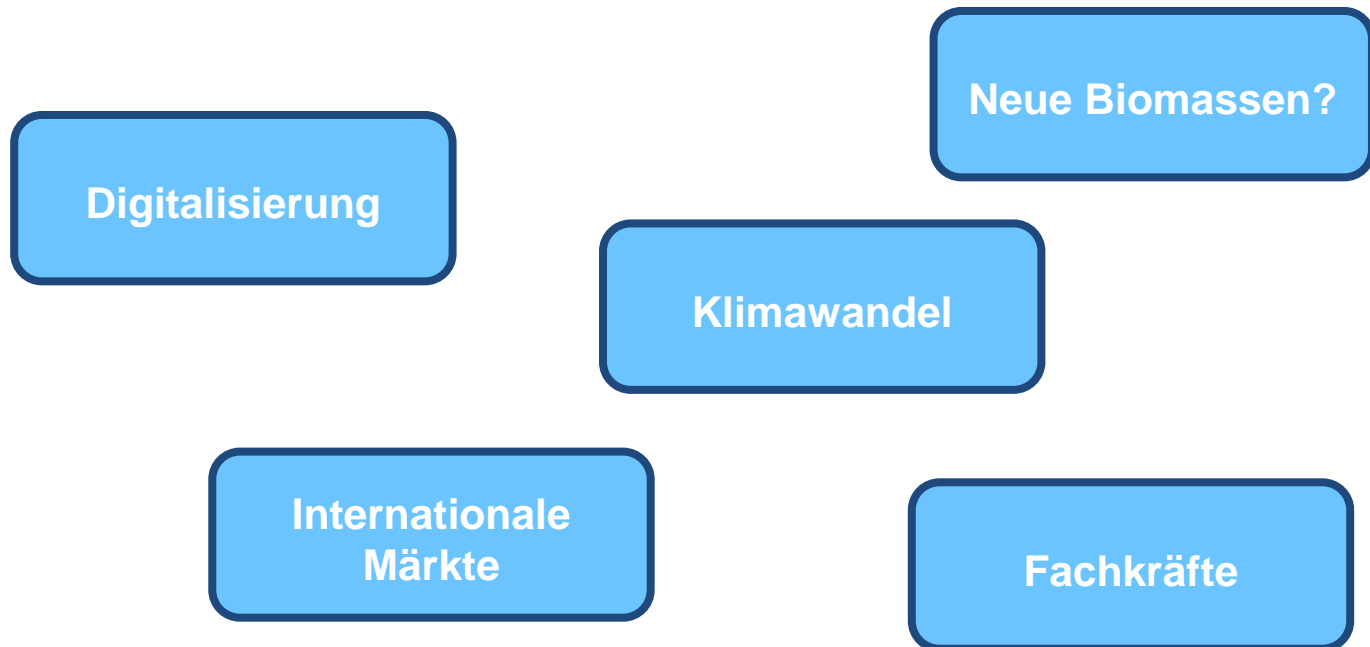 Neue Biomassen?
Digitalisierung
Klimawandel
Internationale
Märkte
Fachkräfte